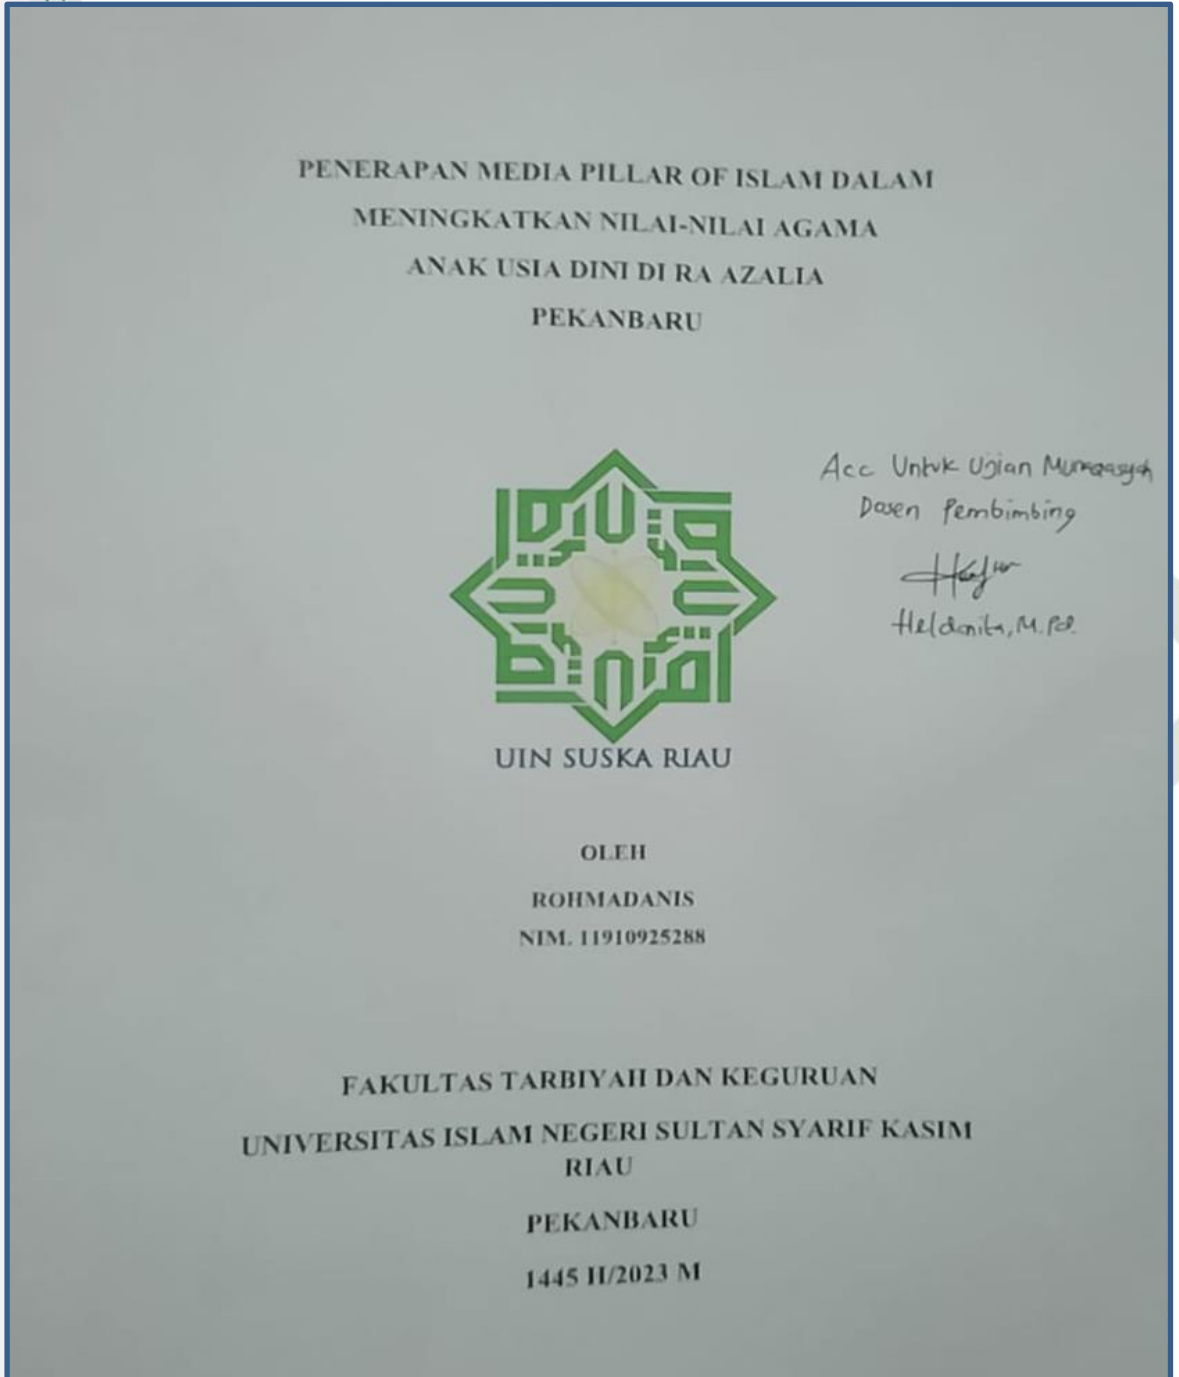 PENERAPAN MEDIA PILLAR OF ISLAM DALAM
MENINGKATKAN NILAI-NILAI AGAMA
ANAK USIA DINI DI RA AZALIA
PEKANBARU
Acc Untuk Ujian Munaqasyah
Dosen Pembimbing
Heldanita, M.Pd.
UIN SUSKA RIAU
OLEH
ROHMADANIS
NIM. 11910925288
FAKULTAS TARBIYAH DAN KEGURUAN
UNIVERSITAS ISLAM NEGERI SULTAN SYARIF KASIM
RIAU
PEKANBARU
1445 H/2023 M